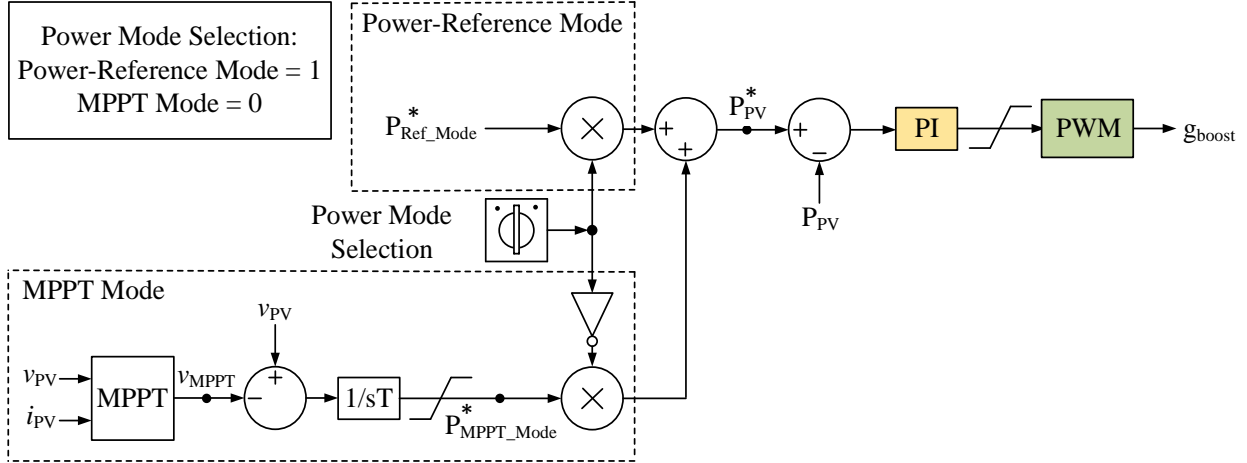 Power Mode Selection:
Power-Reference Mode = 1
MPPT Mode = 0
Power-Reference Mode
P*Ref_Mode
×
+
+
P*PV
+
−
PPV
PI
PWM
gboost
Power Mode
Selection
MPPT Mode
vPV
vPV
iPV
MPPT
vMPPT
+
−
1/sT
P*MPPT_Mode
×